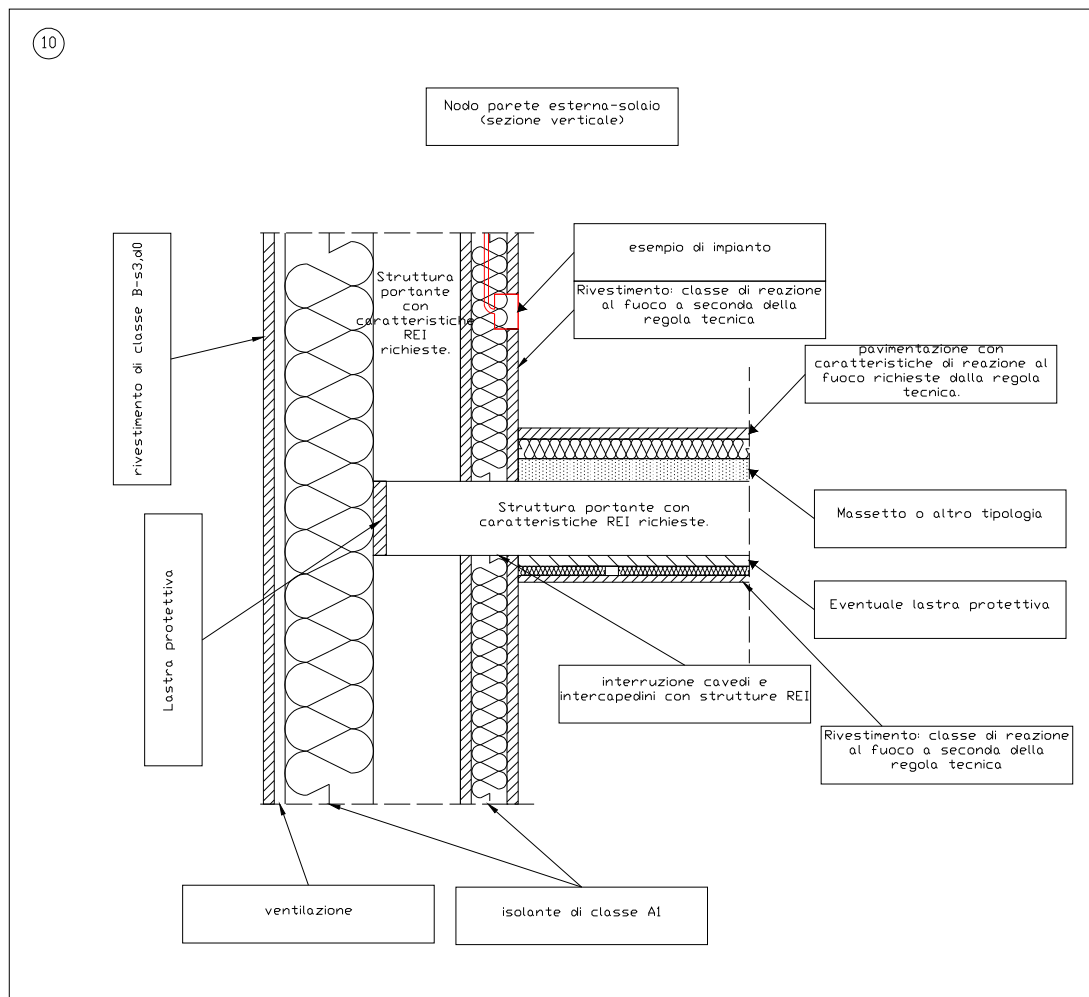 10
Nodo parete esterna-solaio
(sezione verticale)
rivestimento di classe B-s3,d0
Struttura
portante
con
caratteristiche
REI
richieste.
esempio di impianto
Rivestimento: classe di reazione
al fuoco a seconda della
regola tecnica
pavimentazione con
caratteristiche di reazione al
fuoco richieste dalla regola
tecnica.
Struttura portante con
caratteristiche REI richieste.
Massetto o altro tipologia
Lastra protettiva
Eventuale lastra protettiva
interruzione cavedi e
intercapedini con strutture REI
Rivestimento: classe di reazione
al fuoco a seconda della
regola tecnica
ventilazione
isolante di classe A1